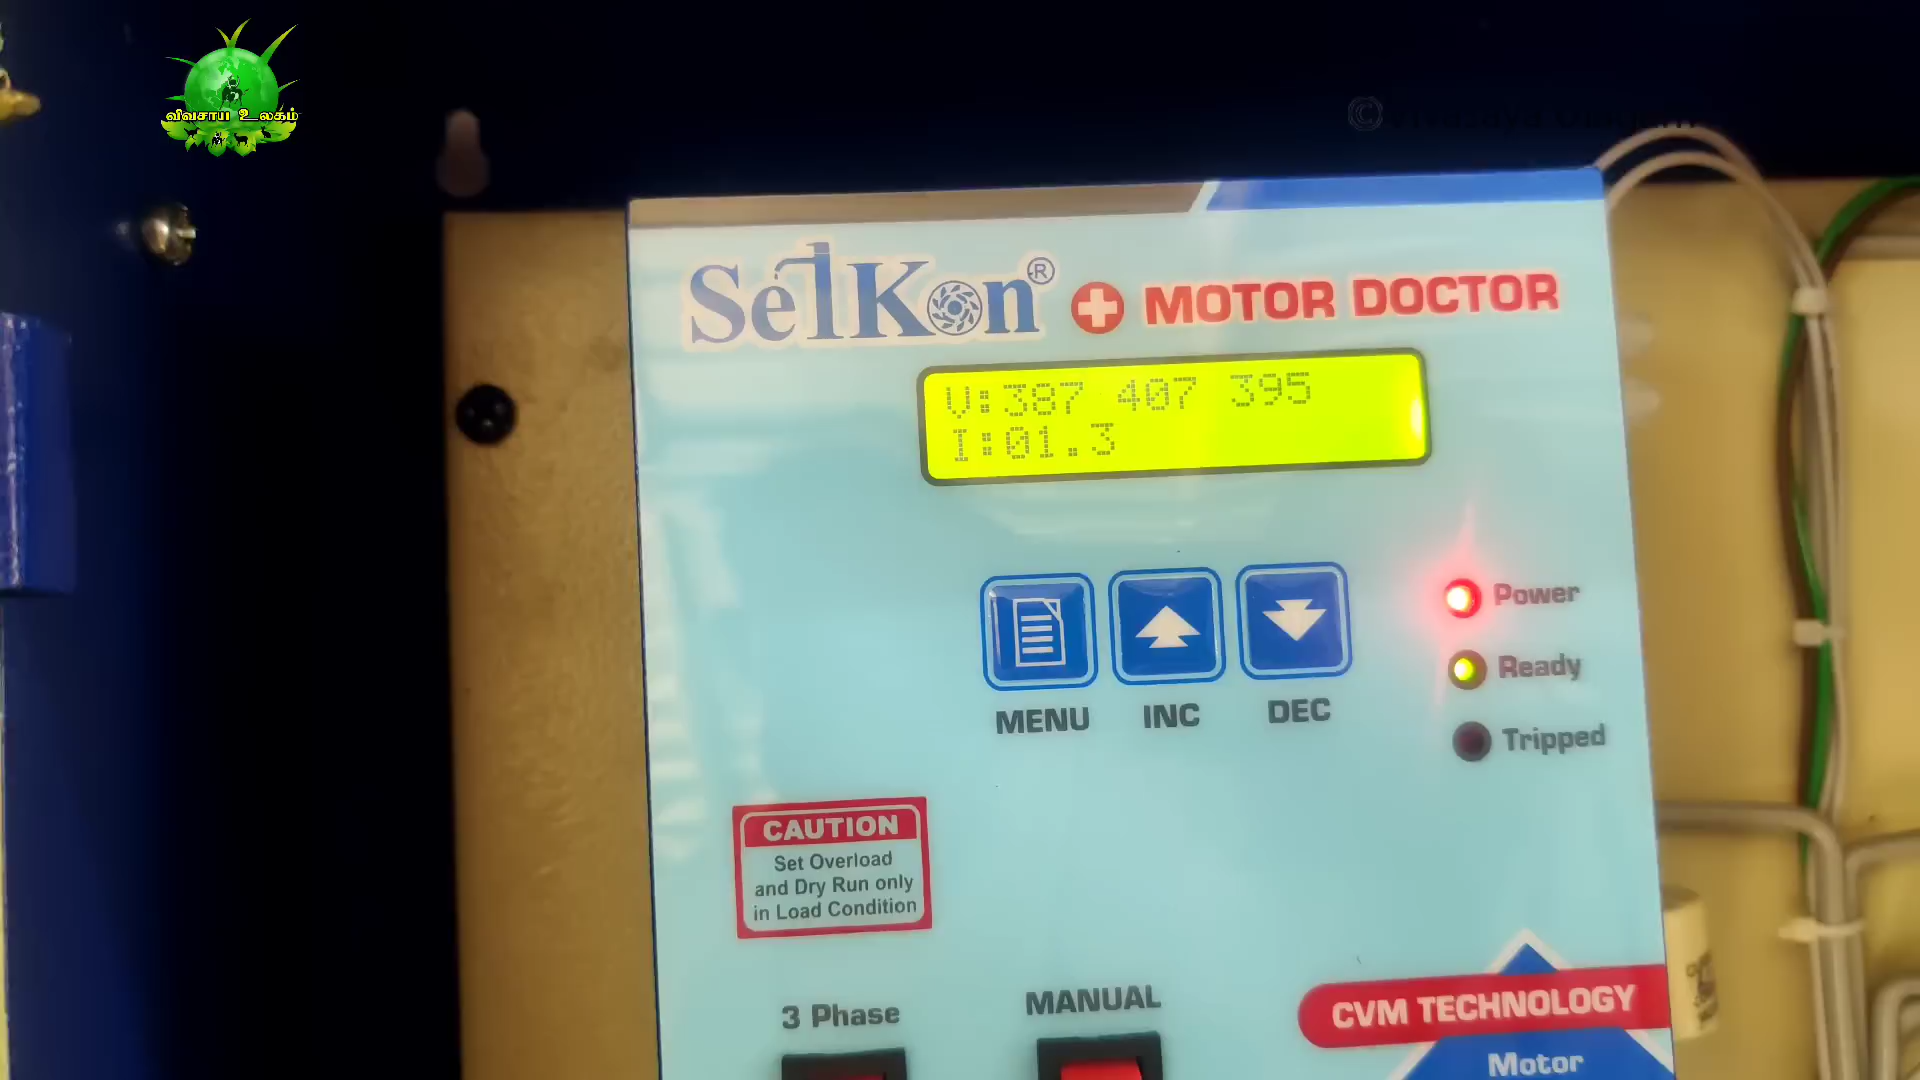 விவசாய உலகம்
SelKon® MOTOR DOCTOR
V:387 407 395
I:01.3
Power
Ready
Tripped
MENU INC DEC
CAUTION
Set Overload
and Dry Run only
in Load Condition
3 Phase
MANUAL
CVM TECHNOLOGY
Motor